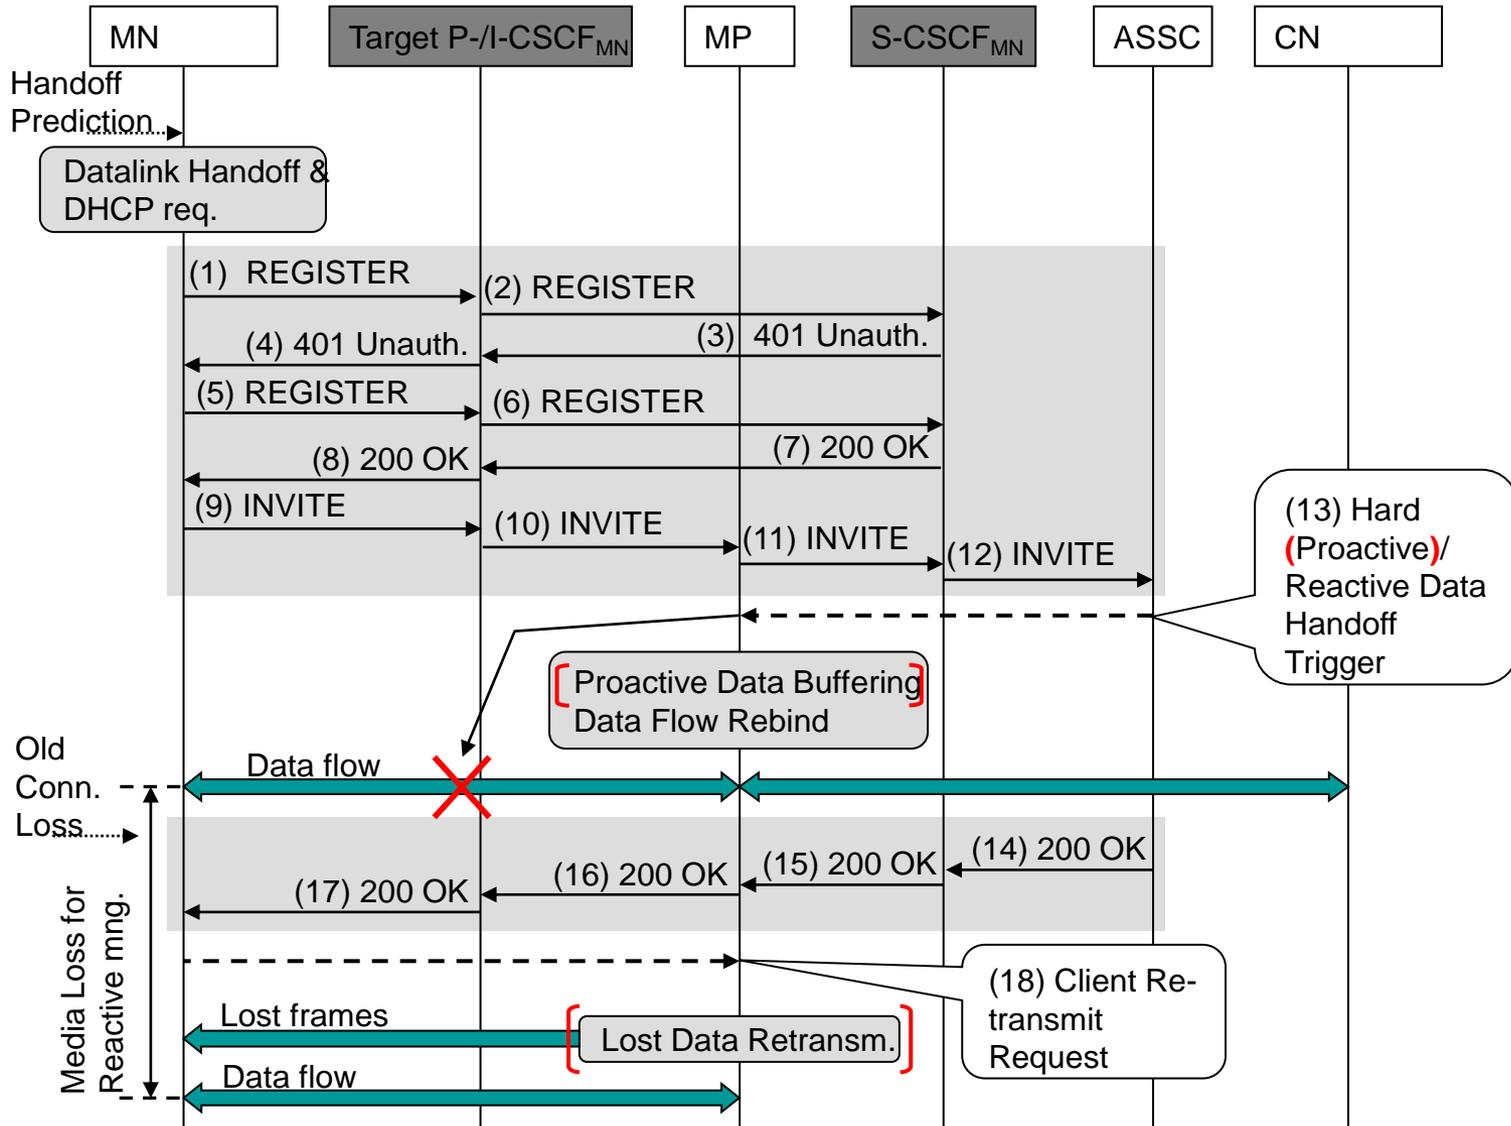 MN
Target P-/I-CSCFMN
MP
S-CSCFMN
ASSC
CN
Handoff
Prediction
Datalink Handoff &
DHCP req.
(1) REGISTER
(2) REGISTER
(3) 401 Unauth.
(4) 401 Unauth.
(5) REGISTER
(6) REGISTER
(7) 200 OK
(8) 200 OK
(9) INVITE
(10) INVITE
(11) INVITE
(12) INVITE
(13) Hard
(Proactive)/
Reactive Data
Handoff
Trigger
[Proactive Data Buffering]
Data Flow Rebind
Old
Conn.
Loss
Data flow
(14) 200 OK
(15) 200 OK
(16) 200 OK
(17) 200 OK
Media Loss for
Reactive mng.
(18) Client Re-
transmit
Request
Lost frames
[Lost Data Retransm.]
Data flow